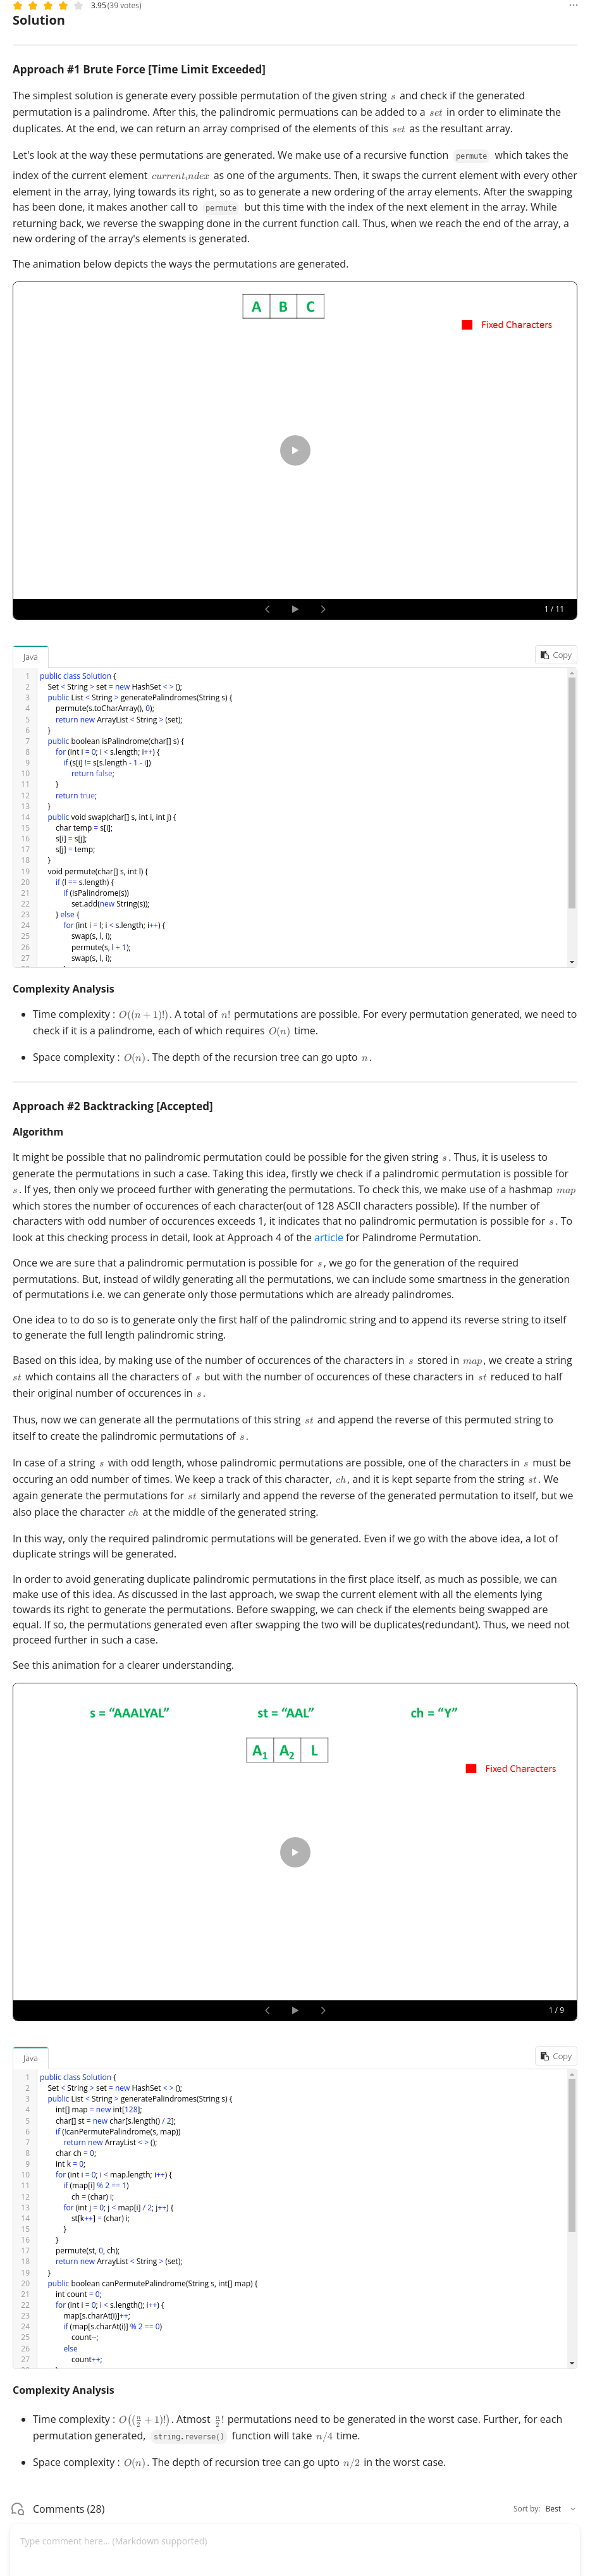 3.95 (39 votes)
Solution
Approach #1 Brute Force [Time Limit Exceeded]
The simplest solution is generate every possible permutation of the given string s and check if the generated
permutation is a palindrome. After this, the palindromic permuations can be added to a set in order to eliminate the
duplicates. At the end, we can return an array comprised of the elements of this set as the resultant array.
Let's look at the way these permutations are generated. We make use of a recursive function permute which takes the
index of the current element current_index as one of the arguments. Then, it swaps the current element with every other
element in the array, lying towards its right, so as to generate a new ordering of the array elements. After the swapping
has been done, it makes another call to permute but this time with the index of the next element in the array. While
returning back, we reverse the swapping done in the current function call. Thus, when we reach the end of the array, a
new ordering of the array's elements is generated.
The animation below depicts the ways the permutations are generated.
A B C
Fixed Characters
1 / 11
Java
Copy
1 public class Solution {
2 Set < String > set = new HashSet < > ();
3 public List < String > generatePalindromes(String s) {
4 permute(s.toCharArray(), 0);
5 return new ArrayList < String > (set);
6 }
7 public boolean isPalindrome(char[] s) {
8 for (int i = 0; i < s.length; i++) {
9 if (s[i] != s[s.length - 1 - i])
10 return false;
11 }
12 return true;
13 }
14 public void swap(char[] s, int i, int j) {
15 char temp = s[i];
16 s[i] = s[j];
17 s[j] = temp;
18 }
19 void permute(char[] s, int l) {
20 if (l == s.length) {
21 if (isPalindrome(s))
22 set.add(new String(s));
23 } else {
24 for (int i = l; i < s.length; i++) {
25 swap(s, l, i);
26 permute(s, l + 1);
27 swap(s, l, i);
Complexity Analysis
• Time complexity : O((n + 1)!). A total of n! permutations are possible. For every permutation generated, we need to
check if it is a palindrome, each of which requires O(n) time.
• Space complexity : O(n). The depth of the recursion tree can go upto n.
Approach #2 Backtracking [Accepted]
Algorithm
It might be possible that no palindromic permutation could be possible for the given string s. Thus, it is useless to
generate the permutations in such a case. Taking this idea, firstly we check if a palindromic permutation is possible for
s. If yes, then only we proceed further with generating the permutations. To check this, we make use of a hashmap map
which stores the number of occurences of each character(out of 128 ASCII characters possible). If the number of
characters with odd number of occurences exceeds 1, it indicates that no palindromic permutation is possible for s. To
look at this checking process in detail, look at Approach 4 of the article for Palindrome Permutation.
Once we are sure that a palindromic permutation is possible for s, we go for the generation of the required
permutations. But, instead of wildly generating all the permutations, we can include some smartness in the generation
of permutations i.e. we can generate only those permutations which are already palindromes.
One idea to to do so is to generate only the first half of the palindromic string and to append its reverse string to itself
to generate the full length palindromic string.
Based on this idea, by making use of the number of occurences of the characters in s stored in map, we create a string
st which contains all the characters of s but with the number of occurences of these characters in st reduced to half
their original number of occurences in s.
Thus, now we can generate all the permutations of this string st and append the reverse of this permuted string to
itself to create the palindromic permutations of s.
In case of a string s with odd length, whose palindromic permutations are possible, one of the characters in s must be
occuring an odd number of times. We keep a track of this character, ch, and it is kept separte from the string st. We
again generate the permutations for st similarly and append the reverse of the generated permutation to itself, but we
also place the character ch at the middle of the generated string.
In this way, only the required palindromic permutations will be generated. Even if we go with the above idea, a lot of
duplicate strings will be generated.
In order to avoid generating duplicate palindromic permutations in the first place itself, as much as possible, we can
make use of this idea. As discussed in the last approach, we swap the current element with all the elements lying
towards its right to generate the permutations. Before swapping, we can check if the elements being swapped are
equal. If so, the permutations generated even after swapping the two will be duplicates(redundant). Thus, we need not
proceed further in such a case.
See this animation for a clearer understanding.
s = “AAALYAL” st = “AAL” ch = “Y”
A1 A2 L
Fixed Characters
1 / 9
Java
Copy
1 public class Solution {
2 Set < String > set = new HashSet < > ();
3 public List < String > generatePalindromes(String s) {
4 int[] map = new int[128];
5 char[] st = new char[s.length() / 2];
6 if (!canPermutePalindrome(s, map))
7 return new ArrayList < > ();
8 char ch = 0;
9 int k = 0;
10 for (int i = 0; i < map.length; i++) {
11 if (map[i] % 2 == 1)
12 ch = (char) i;
13 for (int j = 0; j < map[i] / 2; j++) {
14 st[k++] = (char) i;
15 }
16 }
17 permute(st, 0, ch);
18 return new ArrayList < String > (set);
19 }
20 public boolean canPermutePalindrome(String s, int[] map) {
21 int count = 0;
22 for (int i = 0; i < s.length(); i++) {
23 map[s.charAt(i)]++;
24 if (map[s.charAt(i)] % 2 == 0)
25 count--;
26 else
27 count++;
Complexity Analysis
• Time complexity : O((n/2 + 1)!). Atmost n/2! permutations need to be generated in the worst case. Further, for each
permutation generated, string.reverse() function will take n/4 time.
• Space complexity : O(n). The depth of recursion tree can go upto n/2 in the worst case.
Comments (28)
Sort by: Best
Type comment here... (Markdown supported)